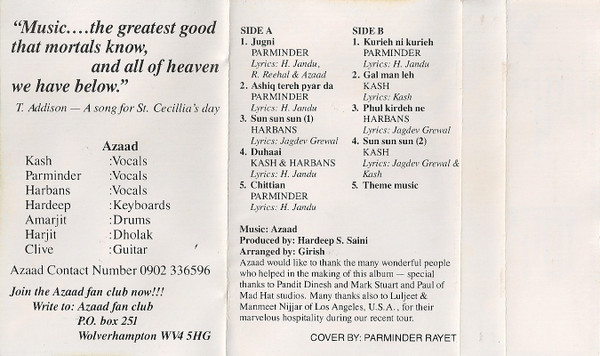 “Music....the greatest good
that mortals know,
and all of heaven
we have below.”
T. Addison — A song for St. Cecillia's day
Azaad
Kash :Vocals
Parminder :Vocals
Harbans :Vocals
Hardeep :Keyboards
Amarjit :Drums
Harjit :Dholak
Clive :Guitar
Azaad Contact Number 0902 336596
Join the Azaad fan club now!!!
Write to: Azaad fan club
P.O. box 251
Wolverhampton WV4 5HG
SIDE A
1. Jugni
PARMINDER
Lyrics: H. Jandu,
R. Reehal & Azaad
2. Ashiq tereh pyar da
PARMINDER
Lyrics: H. Jandu
3. Sun sun sun (1)
HARBANS
Lyrics: Jagdev Grewal
4. Duhaai
KASH & HARBANS
Lyrics: H. Jandu
5. Chittian
PARMINDER
Lyrics: H. Jandu
SIDE B
1. Kurieh ni kurieh
PARMINDER
Lyrics: H. Jandu
2. Gal man leh
KASH
Lyrics: Kash
3. Phul kirdeh ne
HARBANS
Lyrics: Jagdev Grewal
4. Sun sun sun (2)
KASH
Lyrics: Jagdev Grewal &
Kash
5. Theme music
Music: Azaad
Produced by: Hardeep S. Saini
Arranged by: Girish
Azaad would like to thank the many wonderful people
who helped in the making of this album — special
thanks to Pandit Dinesh and Mark Stuart and Paul of
Mad Hat studios. Many thanks also to Luljeet &
Manmeet Nijjar of Los Angeles, U.S.A., for their
marvelous hospitality during our recent tour.
COVER BY: PARMINDER RAYET